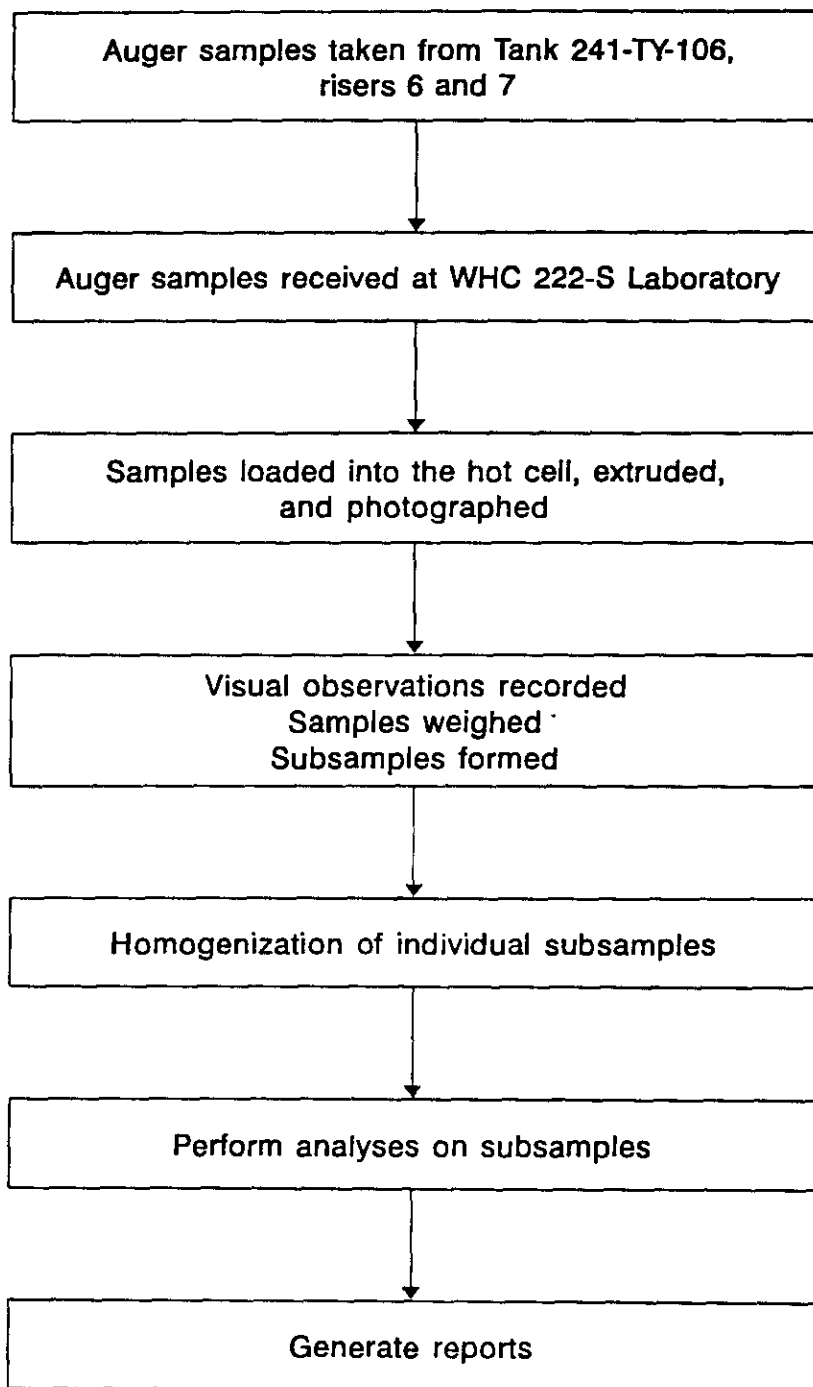 Auger samples taken from Tank 241-TY-106,
risers 6 and 7
Auger samples received at WHC 222-S Laboratory
Samples loaded into the hot cell, extruded,
and photographed
Visual observations recorded
Samples weighed
Subsamples formed
Homogenization of individual subsamples
Perform analyses on subsamples
Generate reports